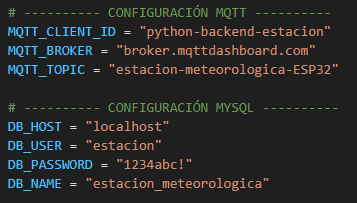 # ---------- CONFIGURACIÓN MQTT ----------
MQTT_CLIENT_ID = "python-backend-estacion"
MQTT_BROKER = "broker.mqttdashboard.com"
MQTT_TOPIC = "estacion-meteorologica-ESP32"
# ---------- CONFIGURACIÓN MYSQL ----------
DB_HOST = "localhost"
DB_USER = "estacion"
DB_PASSWORD = "1234abc!"
DB_NAME = "estacion_meteorologica"